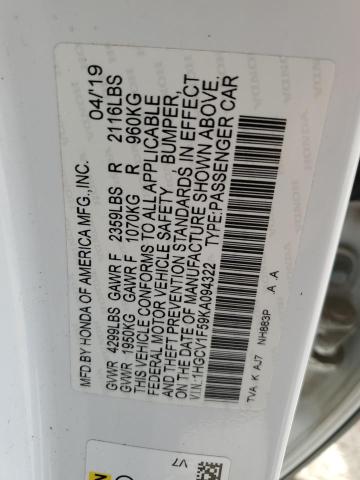 MFD.BY HONDA OF AMERICA MFG.,INC. 04/19
GVWR 4299LBS GAWR F 2359LBS R 2116LBS
GVWR 1950KG GAWR F 1070KG R 960KG
THIS VEHICLE CONFORMS TO ALL APPLICABLE
FEDERAL MOTOR VEHICLE SAFETY , BUMPER,
AND THEFT PREVENTION STANDARDS IN EFFECT
ON THE DATE OF MANUFACTURE SHOWN ABOVE.
V.I.N.:1HGCV1F59KA094322 TYPE:PASSENGER CAR
TVA K AJ7 NH883P A A
V7